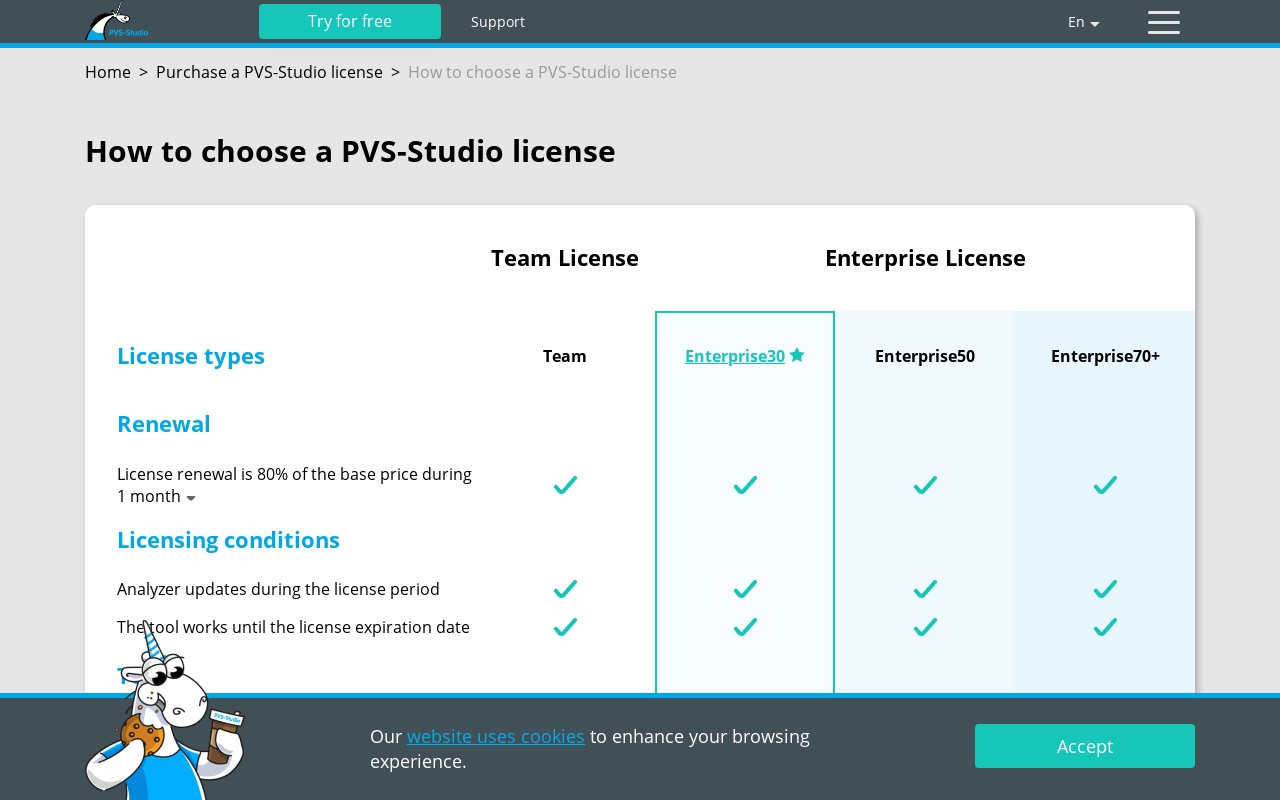 PVS-Studio
Try for free
Support
En
Home > Purchase a PVS-Studio license > How to choose a PVS-Studio license
How to choose a PVS-Studio license
Team License
Enterprise License
License types
Team
Enterprise30
Enterprise50
Enterprise70+
Renewal
License renewal is 80% of the base price during
1 month
Licensing conditions
Analyzer updates during the license period
The tool works until the license expiration date
PVS-Studio
Our website uses cookies to enhance your browsing
experience.
Accept